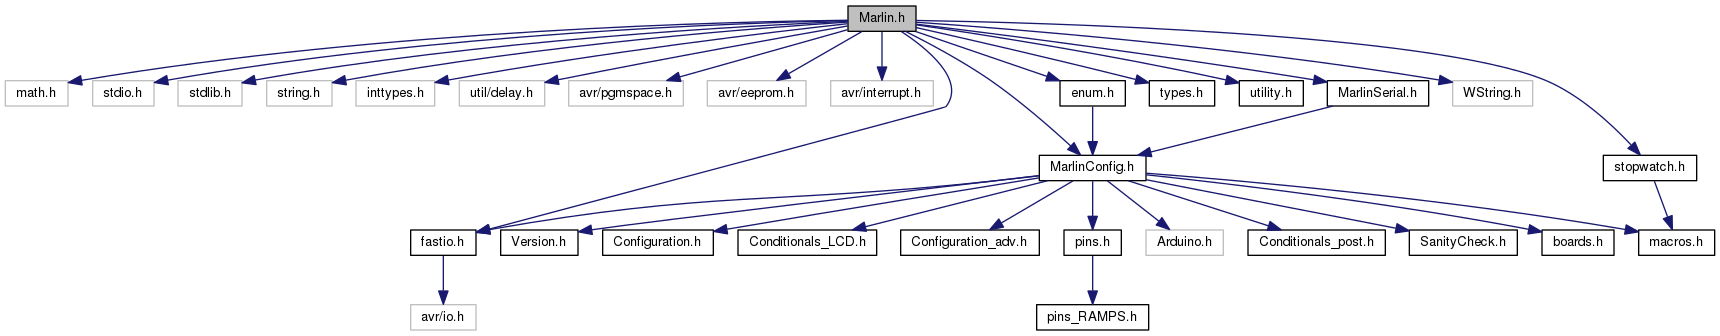 Marlin.h
math.h
stdio.h
stdlib.h
string.h
inttypes.h
util/delay.h
avr/pgmspace.h
avr/eeprom.h
avr/interrupt.h
enum.h
types.h
utility.h
MarlinSerial.h
WString.h
MarlinConfig.h
stopwatch.h
fastio.h
Version.h
Configuration.h
Conditionals_LCD.h
Configuration_adv.h
pins.h
Arduino.h
Conditionals_post.h
SanityCheck.h
boards.h
macros.h
avr/io.h
pins_RAMPS.h